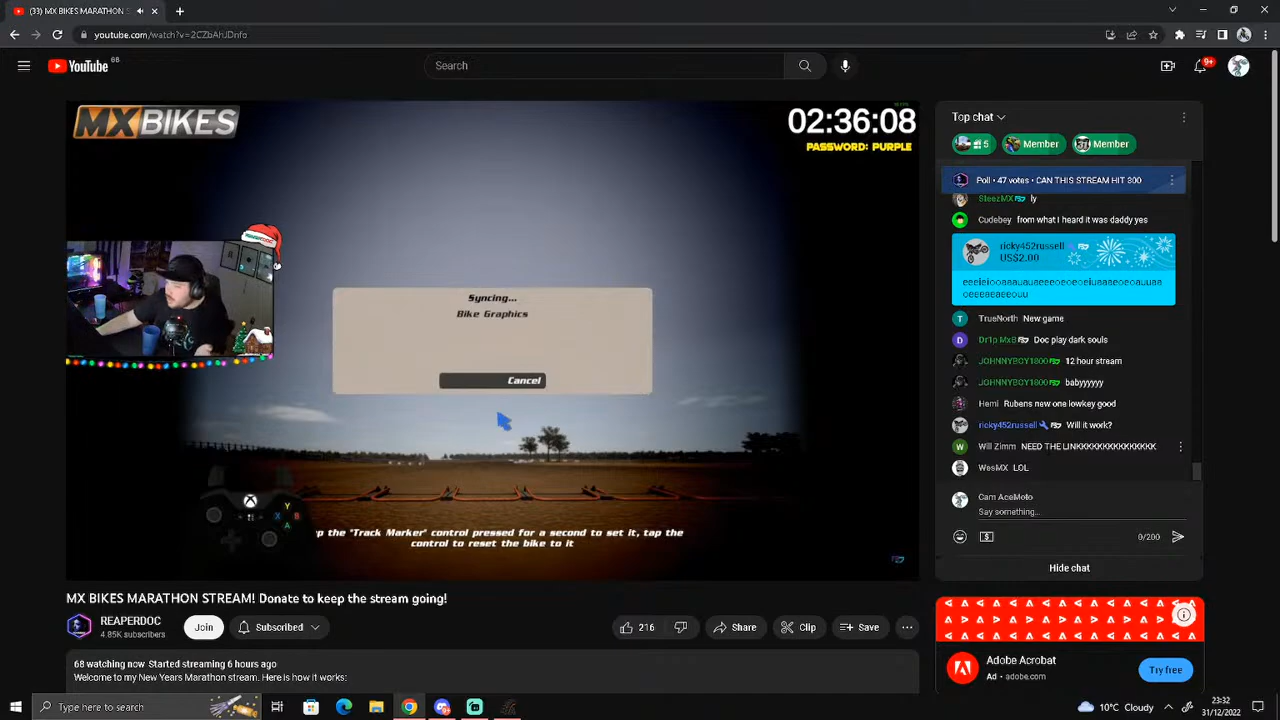 (33) MX BIKES MARATHON S
youtube.com/watch?v=2CZbAhJDnfo
YouTube GB
Search
9+
MX BIKES
02:36:08
PASSWORD: PURPLE
Syncing...
Bike Graphics
Cancel
Y
X B
A
p the "Track Marker" control pressed for a second to set it, tap the
control to reset the bike to it
Top chat
5
Member
Member
Poll • 47 votes • CAN THIS STREAM HIT 300
SteezMX ly
Cudebey from what I heard it was daddy yes
ricky452russell
US$2.00
TrueNorth New game
Dr1p MxB Doc play dark souls
JOHNNYBOY1800 12 hour stream
JOHNNYBOY1800 babyyyyy
Hemi Rubens new one lowkey good
ricky452russell Will it work?
Will Zimm NEED THE LINKKKKKKKKKKKKK
WesMX LOL
Cam AceMoto
Say something...
0/200
Hide chat
MX BIKES MARATHON STREAM! Donate to keep the stream going!
REAPERDOC
4.85K subscribers
Join
Subscribed
216
Share
Clip
Save
68 watching now Started streaming 6 hours ago
Welcome to my New Years Marathon stream. Here is how it works:
Adobe Acrobat
Ad • adobe.com
Try free
Type here to search
10°C Cloudy
23:32
31/12/2022